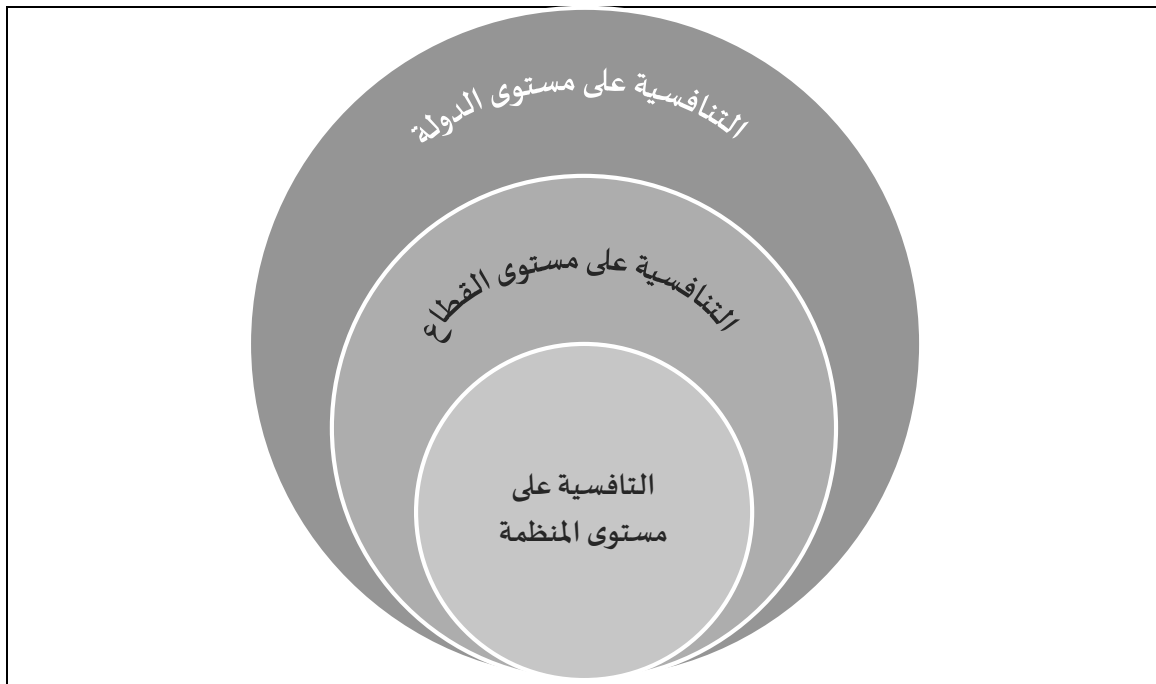 التنافسية على مستوى الدولة
التنافسية على مستوى القطاع
التافسية على
مستوى المنظمة